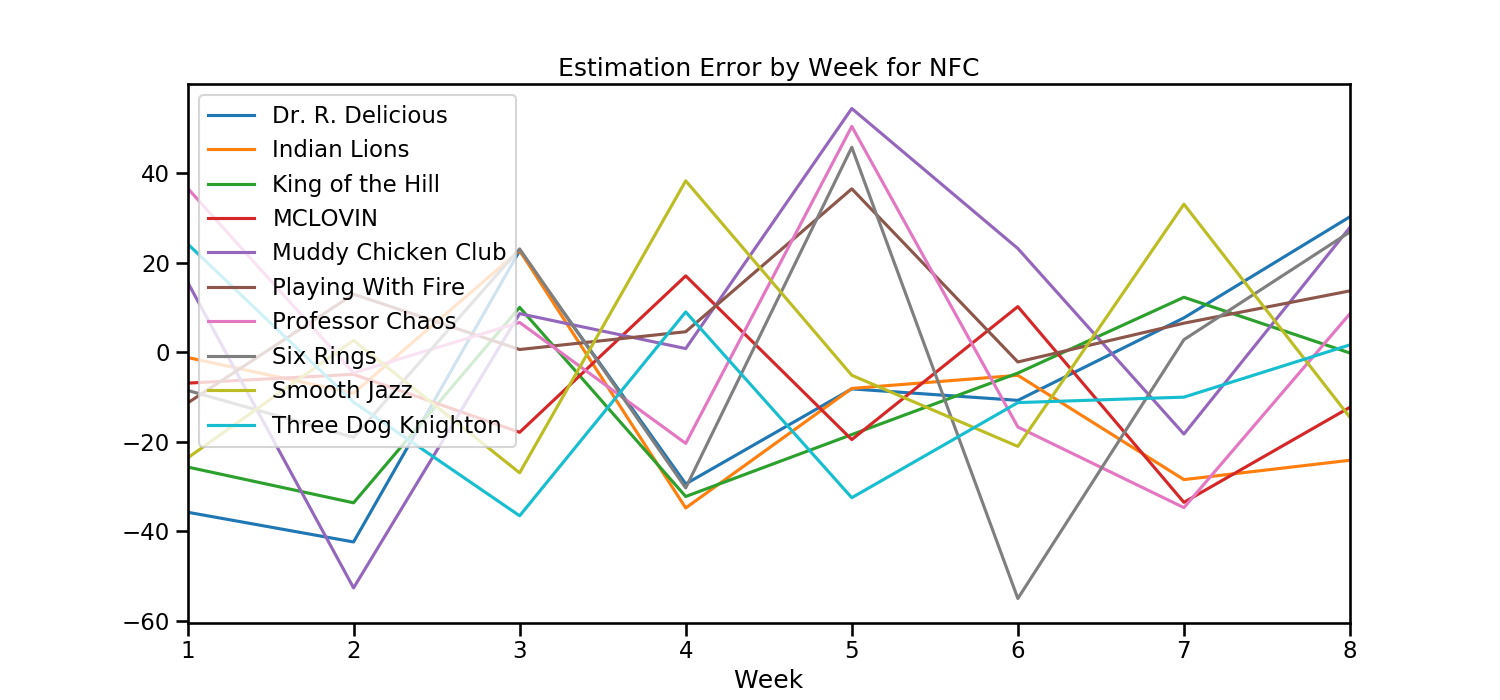 Estimation Error by Week for NFC
Dr. R. Delicious
Indian Lions
King of the Hill
MCLOVIN
Muddy Chicken Club
Playing With Fire
Professor Chaos
Six Rings
Smooth Jazz
Three Dog Knighton
40
20
0
−20
−40
−60
1 2 3 4 5 6 7 8
Week